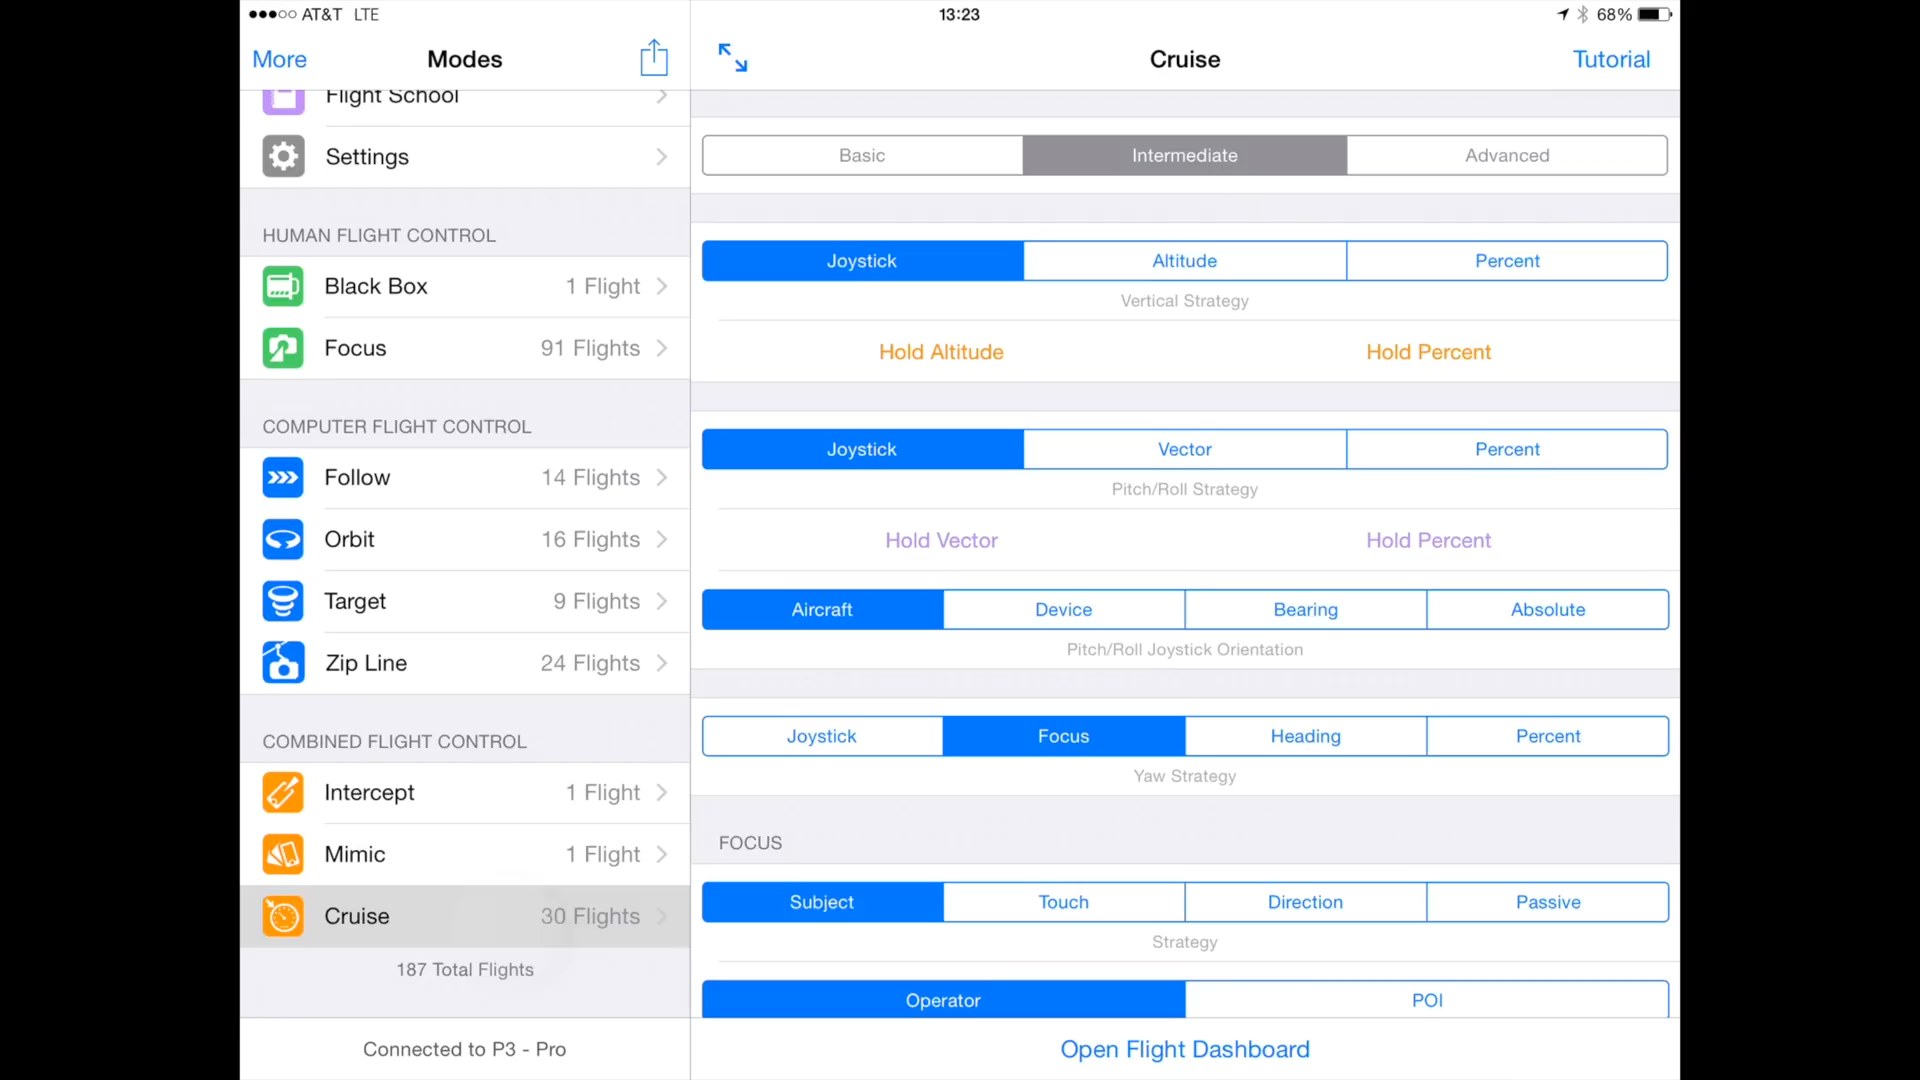 AT&T LTE
13:23
68%
More
Modes
Cruise
Tutorial
Flight School
Settings
HUMAN FLIGHT CONTROL
Black Box 1 Flight
Focus 91 Flights
COMPUTER FLIGHT CONTROL
Follow 14 Flights
Orbit 16 Flights
Target 9 Flights
Zip Line 24 Flights
COMBINED FLIGHT CONTROL
Intercept 1 Flight
Mimic 1 Flight
Cruise 30 Flights
187 Total Flights
Connected to P3 - Pro
Basic Intermediate Advanced
Joystick Altitude Percent
Vertical Strategy
Hold Altitude Hold Percent
Joystick Vector Percent
Pitch/Roll Strategy
Hold Vector Hold Percent
Aircraft Device Bearing Absolute
Pitch/Roll Joystick Orientation
Joystick Focus Heading Percent
Yaw Strategy
FOCUS
Subject Touch Direction Passive
Strategy
Operator POI
Open Flight Dashboard